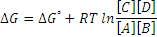 ΔG = ΔG° + RT ln [C][D] / [A][B]